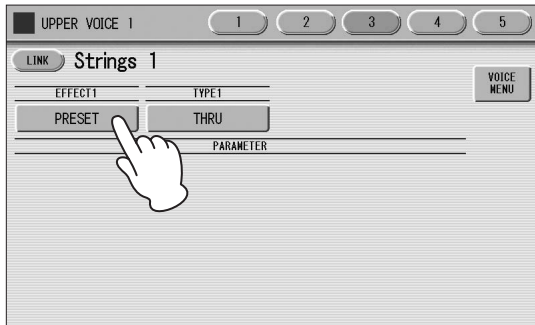 UPPER VOICE 1 1 2 3 4 5
LINK Strings 1
VOICE MENU
EFFECT1 TYPE1
PRESET THRU
PARAMETER